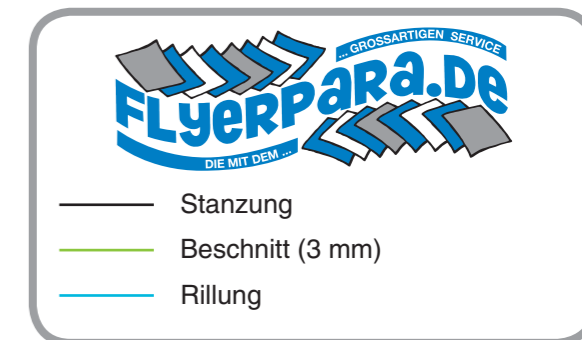 ... GROSSARTIGEN SERVICE
FLyeRPaRa.De
DIE MIT DEM ...
Stanzung
Beschnitt (3 mm)
Rillung